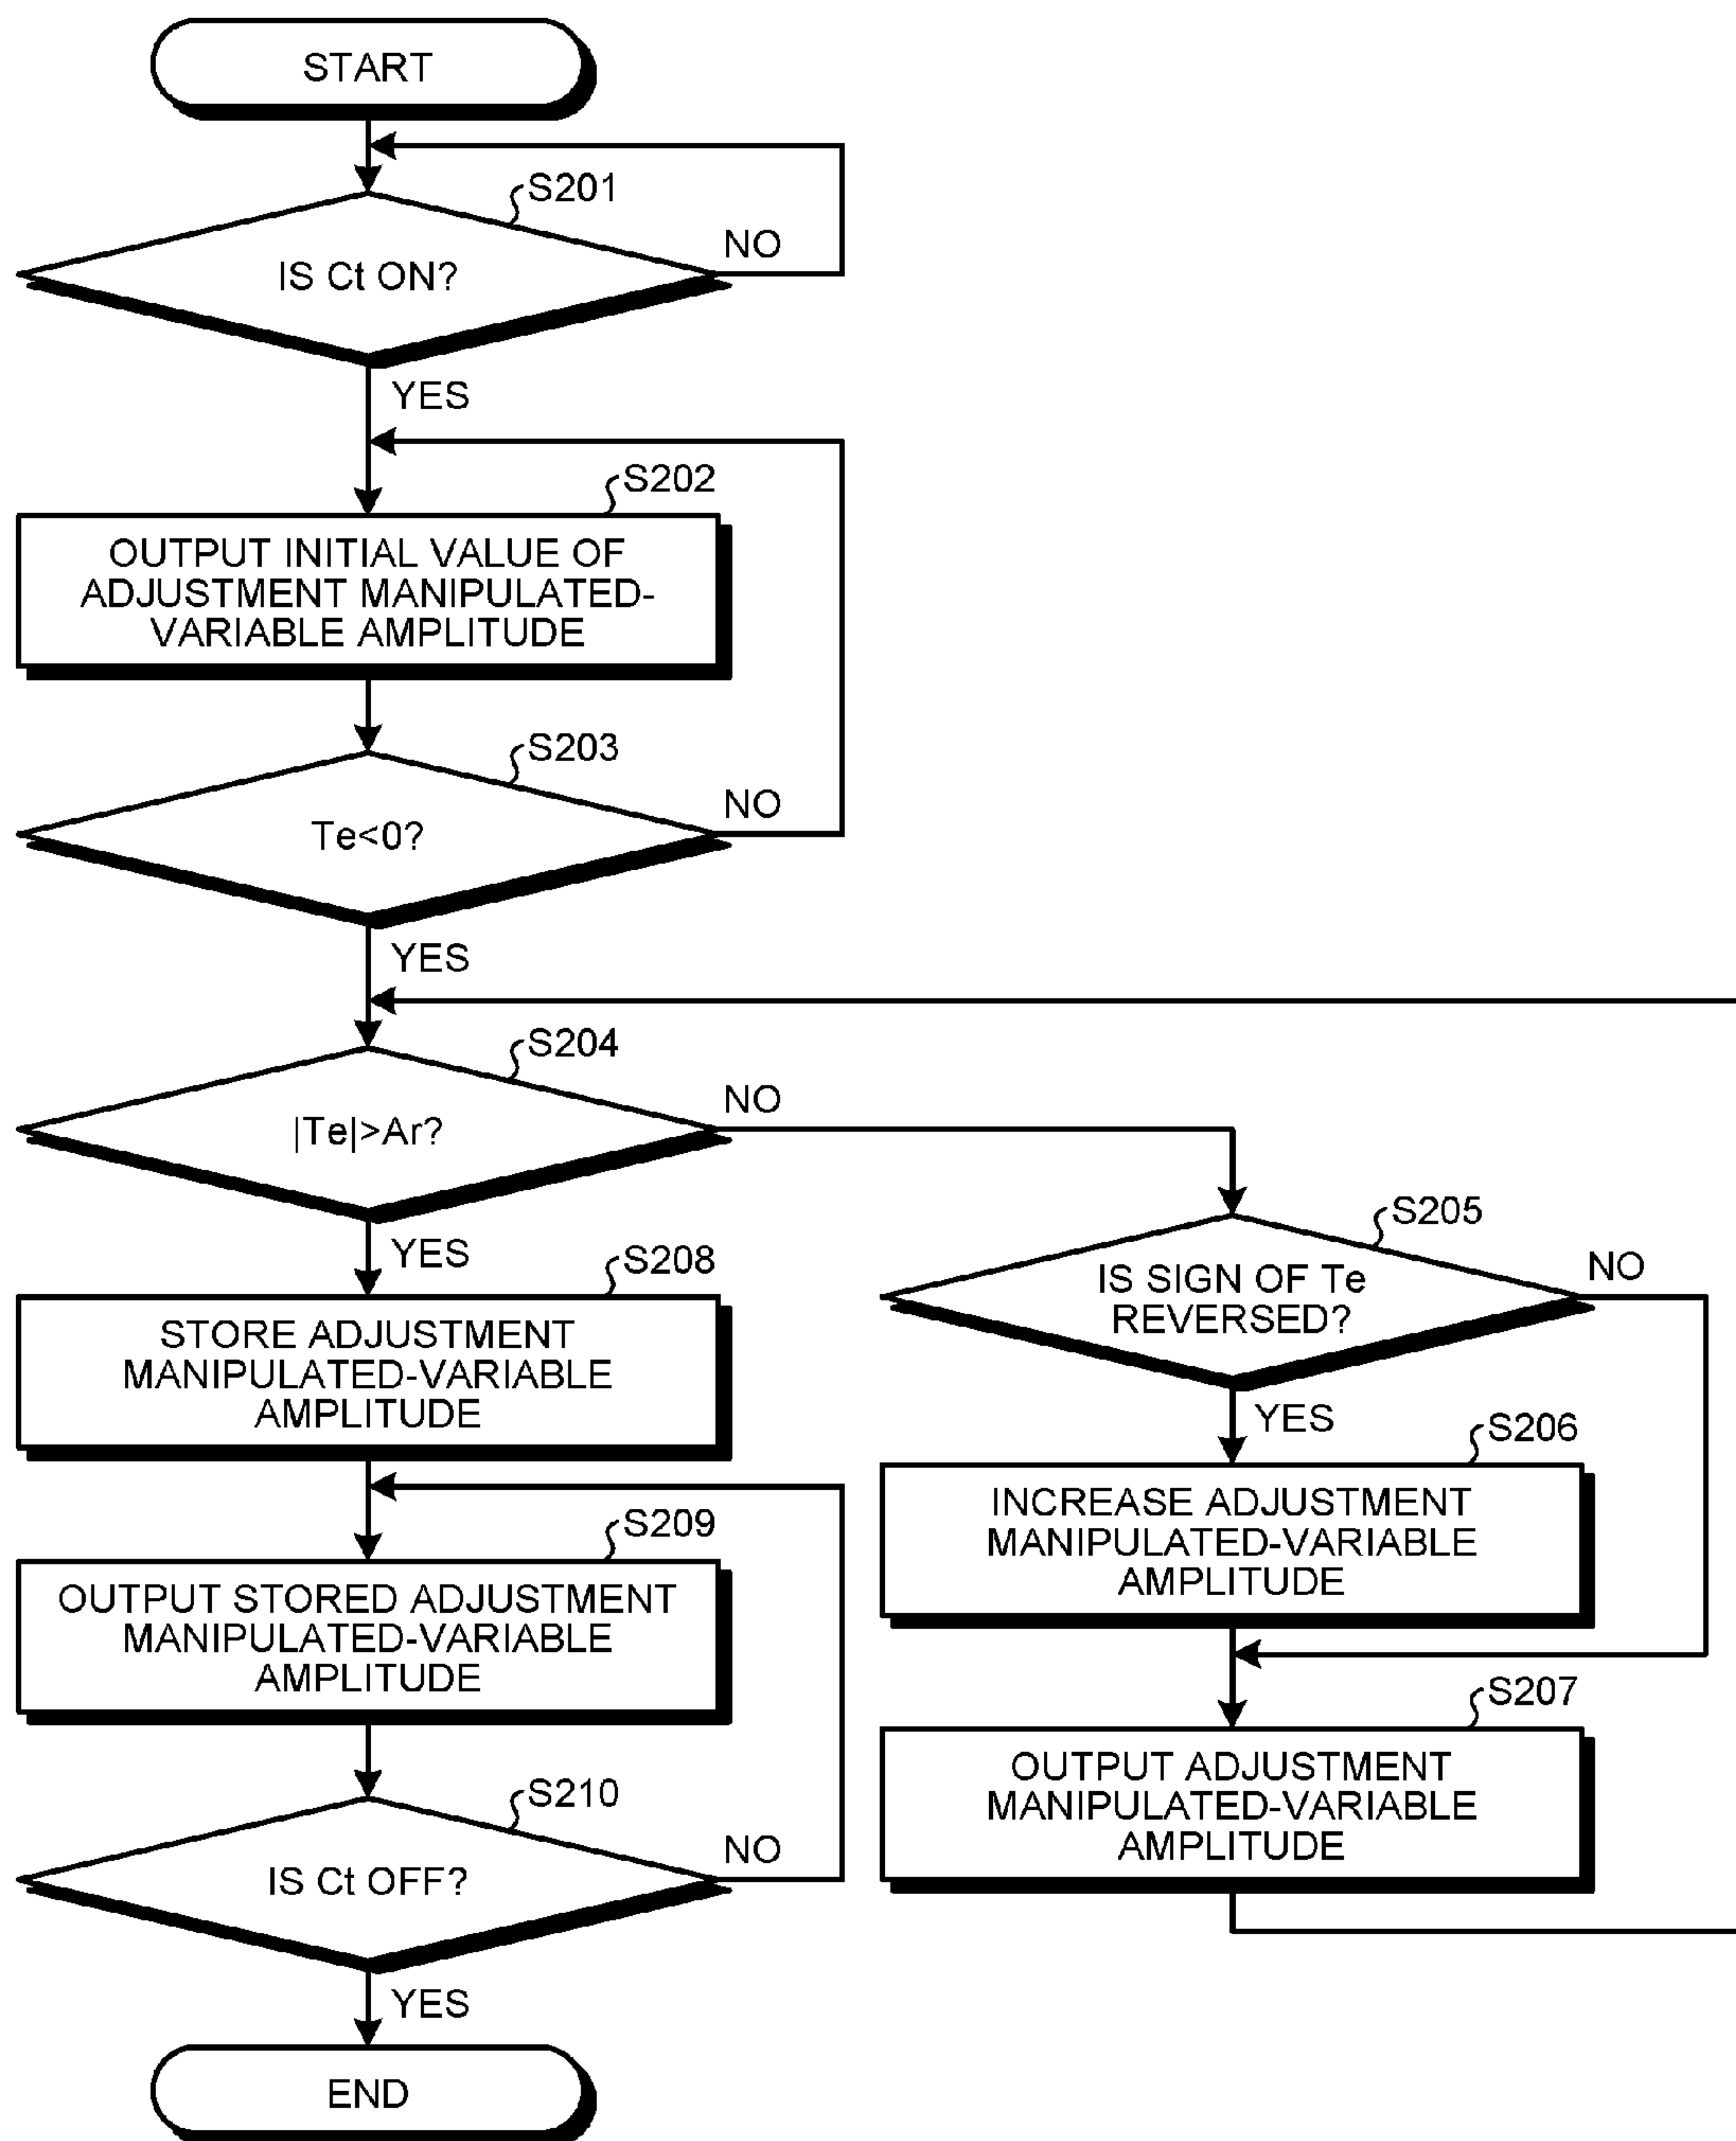 START
S201
IS Ct ON?
NO
YES
S202
OUTPUT INITIAL VALUE OF
ADJUSTMENT MANIPULATED-
VARIABLE AMPLITUDE
S203
Te<0?
NO
YES
S204
|Te|>Ar?
NO
YES
S205
IS SIGN OF Te
REVERSED?
NO
YES
S206
INCREASE ADJUSTMENT
MANIPULATED-VARIABLE
AMPLITUDE
S207
OUTPUT ADJUSTMENT
MANIPULATED-VARIABLE
AMPLITUDE
S208
STORE ADJUSTMENT
MANIPULATED-VARIABLE
AMPLITUDE
S209
OUTPUT STORED ADJUSTMENT
MANIPULATED-VARIABLE
AMPLITUDE
S210
IS Ct OFF?
NO
YES
END